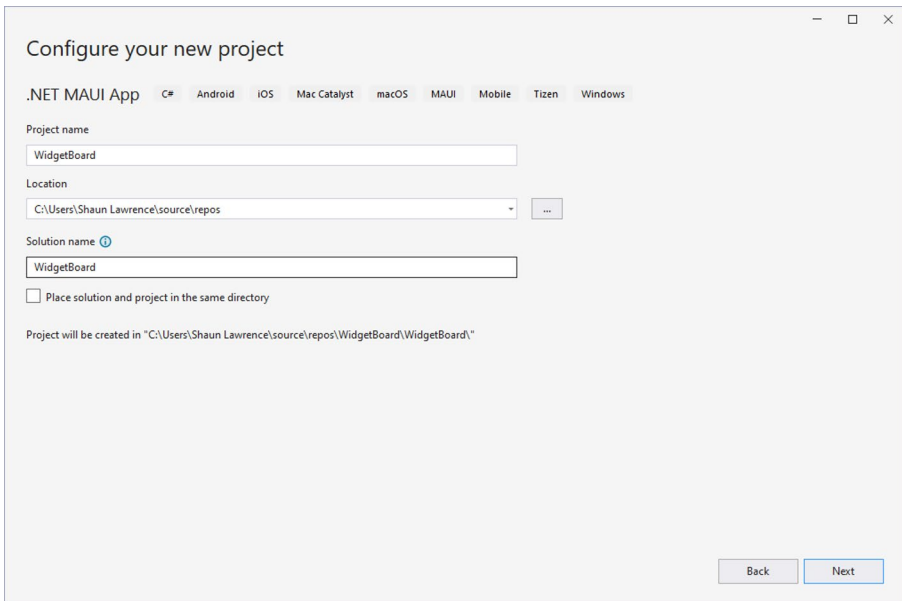 Configure your new project
.NET MAUI App C# Android iOS Mac Catalyst macOS MAUI Mobile Tizen Windows
Project name
WidgetBoard
Location
C:\Users\Shaun Lawrence\source\repos
...
Solution name
WidgetBoard
Place solution and project in the same directory
Project will be created in "C:\Users\Shaun Lawrence\source\repos\WidgetBoard\WidgetBoard\"
Back Next